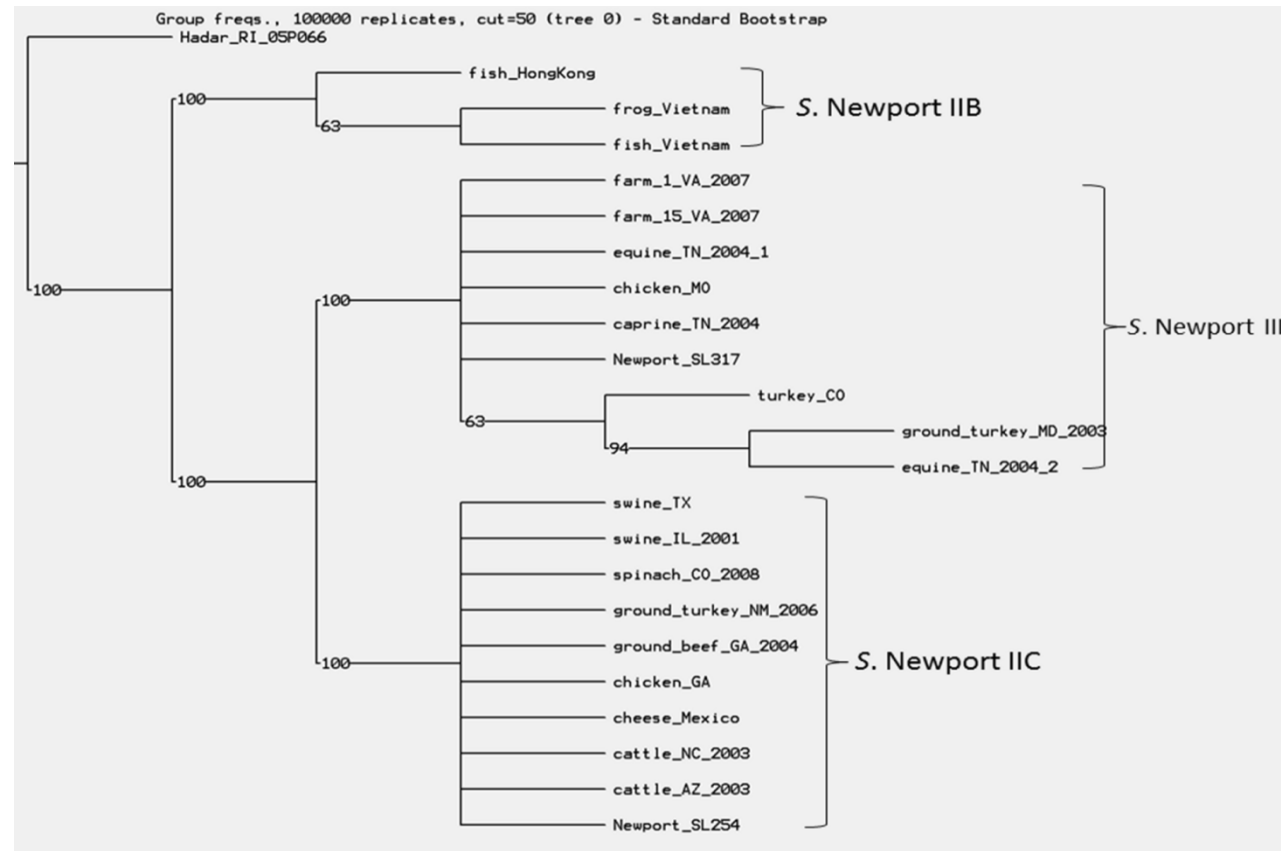 Group freqs., 100000 replicates, cut=50 (tree 0) - Standard Bootstrap
Hadar_RI_05P066
fish_HongKong
100
frog_Vietnam
S. Newport IIB
63
fish_Vietnam
farm_1_VA_2007
farm_15_VA_2007
equine_TN_2004_1
chicken_MO
100
100
caprine_TN_2004
S. Newport III
Newport_SL317
turkey_CO
63
ground_turkey_MD_2003
94
equine_TN_2004_2
100
swine_TX
swine_IL_2001
spinach_CO_2008
ground_turkey_NM_2006
ground_beef_GA_2004
100
S. Newport IIC
chicken_GA
cheese_Mexico
cattle_NC_2003
cattle_AZ_2003
Newport_SL254